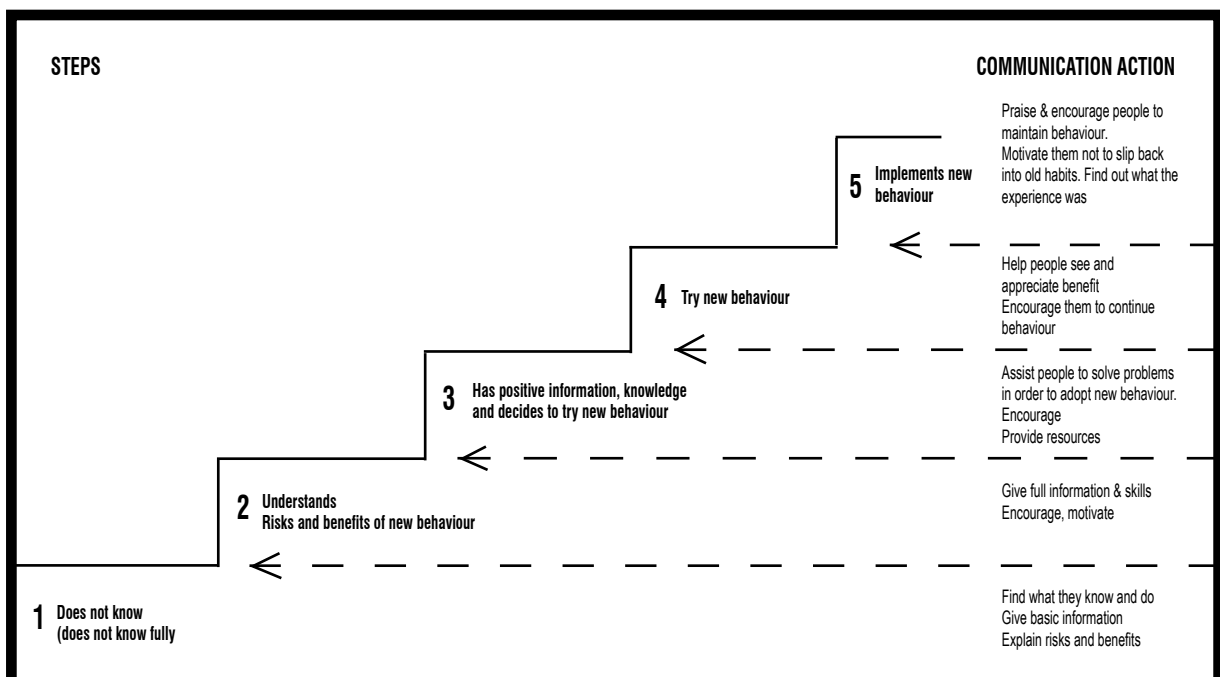 STEPS
COMMUNICATION ACTION
Praise & encourage people to
maintain behaviour.
Motivate them not to slip back
into old habits. Find out what the
experience was
5 Implements new
behaviour
Help people see and
appreciate benefit
Encourage them to continue
behaviour
4 Try new behaviour
Assist people to solve problems
in order to adopt new behaviour.
Encourage
Provide resources
3 Has positive information, knowledge
and decides to try new behaviour
Give full information & skills
Encourage, motivate
2 Understands
Risks and benefits of new behaviour
Find what they know and do
Give basic information
Explain risks and benefits
1 Does not know
(does not know fully